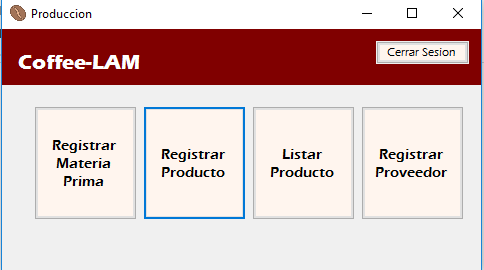 Produccion
Coffee-LAM
Cerrar Sesion
Registrar
Materia
Prima
Registrar
Producto
Listar
Producto
Registrar
Proveedor